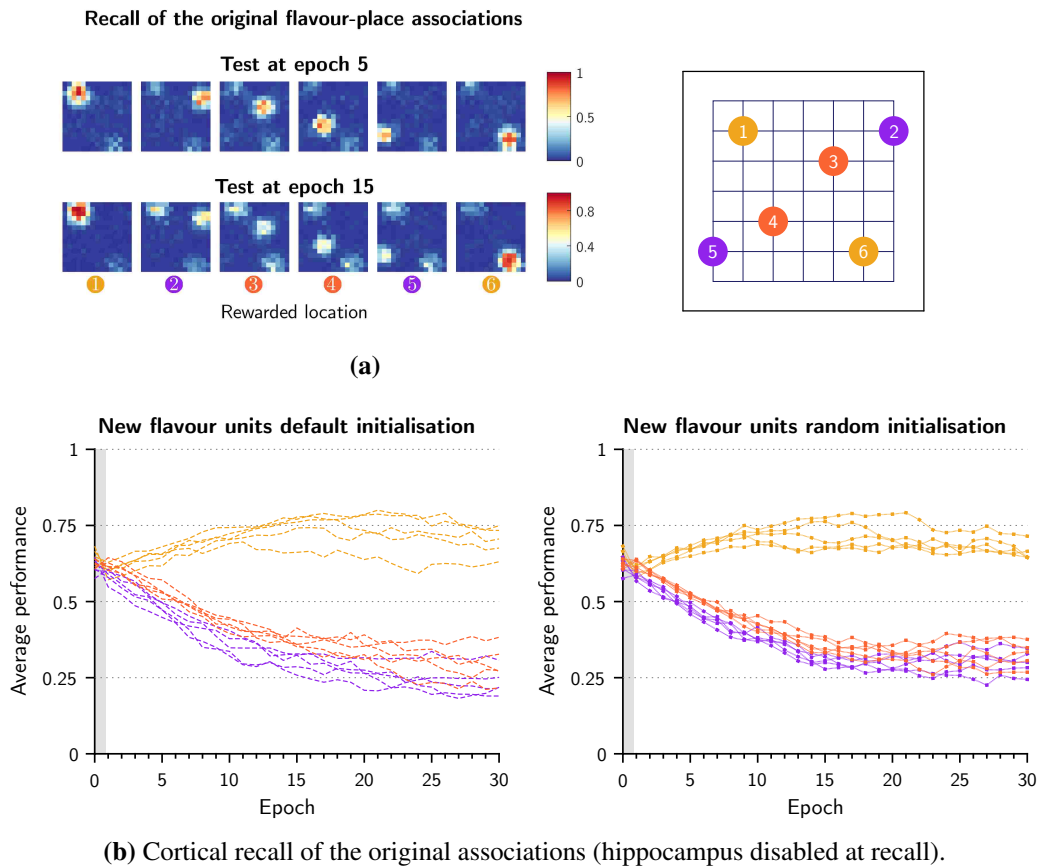 Recall of the original flavour-place associations
Test at epoch 5
1
0.5
0
Test at epoch 15
0.8
0.4
0
1 2 3 4 5 6
Rewarded location
1
2
3
4
5
6
(a)
New flavour units default initialisation
1
0.75
0.5
0.25
0
Average performance
0 5 10 15 20 25 30
Epoch
New flavour units random initialisation
1
0.75
0.5
0.25
0
Average performance
0 5 10 15 20 25 30
Epoch
(b) Cortical recall of the original associations (hippocampus disabled at recall).